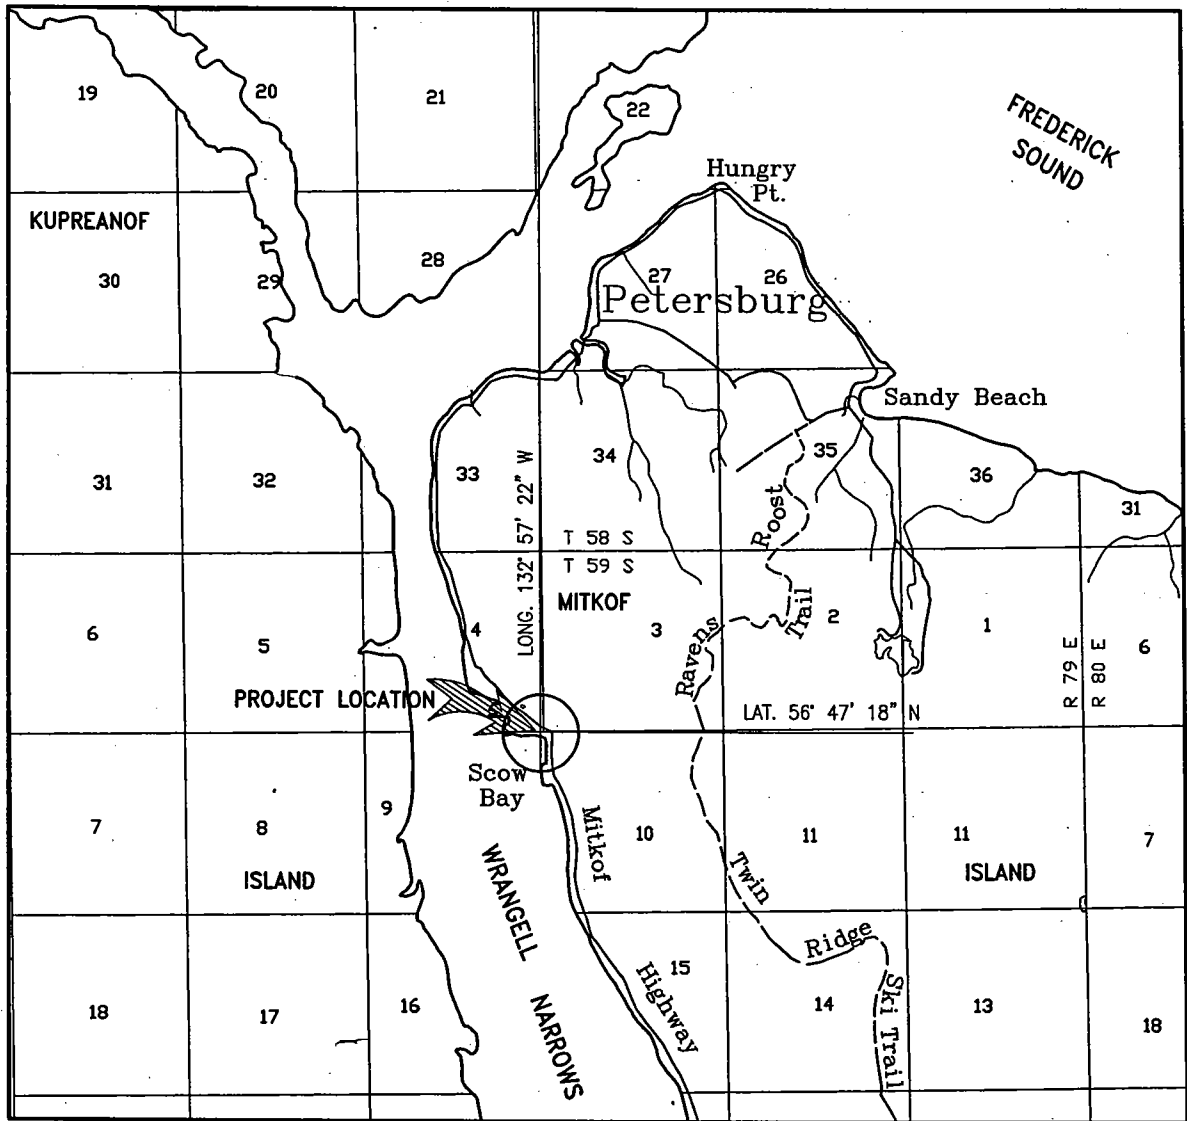 19
20
21
22
FREDERICK
SOUND
Hungry
Pt.
KUPREANOF
30
29
28
27
26
Petersburg
Sandy Beach
31
32
33
34
35
36
31
Roost
LONG. 132° 57' 22" W
T 58 S
T 59 S
MITKOF
Trail
6
5
4
3
2
1
6
Ravens
R 79 E
R 80 E
PROJECT LOCATION
LAT. 56° 47' 18" N
Scow
Bay
7
8
9
Mitkof
10
11
11
7
ISLAND
WRANGELL
Twin
ISLAND
Ridge
18
17
16
NARROWS
15
Highway
14
Ski Trail
13
18